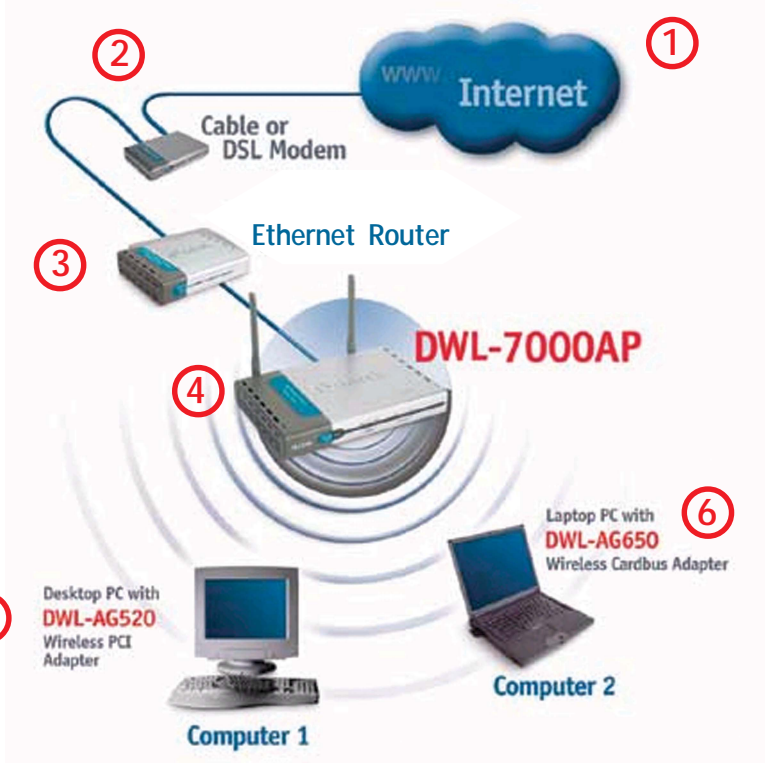 1
2
www.
Internet
Cable or
DSL Modem
Ethernet Router
3
DWL-7000AP
4
6
Laptop PC with
DWL-AG650
Wireless Cardbus Adapter
Desktop PC with
DWL-AG520
Wireless PCI
Adapter
Computer 2
Computer 1